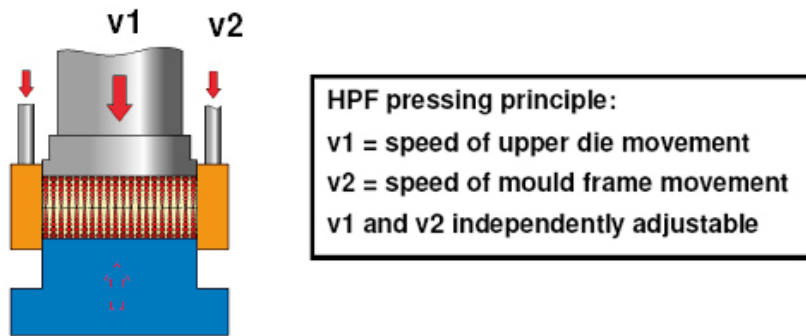 v1
v2
HPF pressing principle:
v1 = speed of upper die movement
v2 = speed of mould frame movement
v1 and v2 independently adjustable